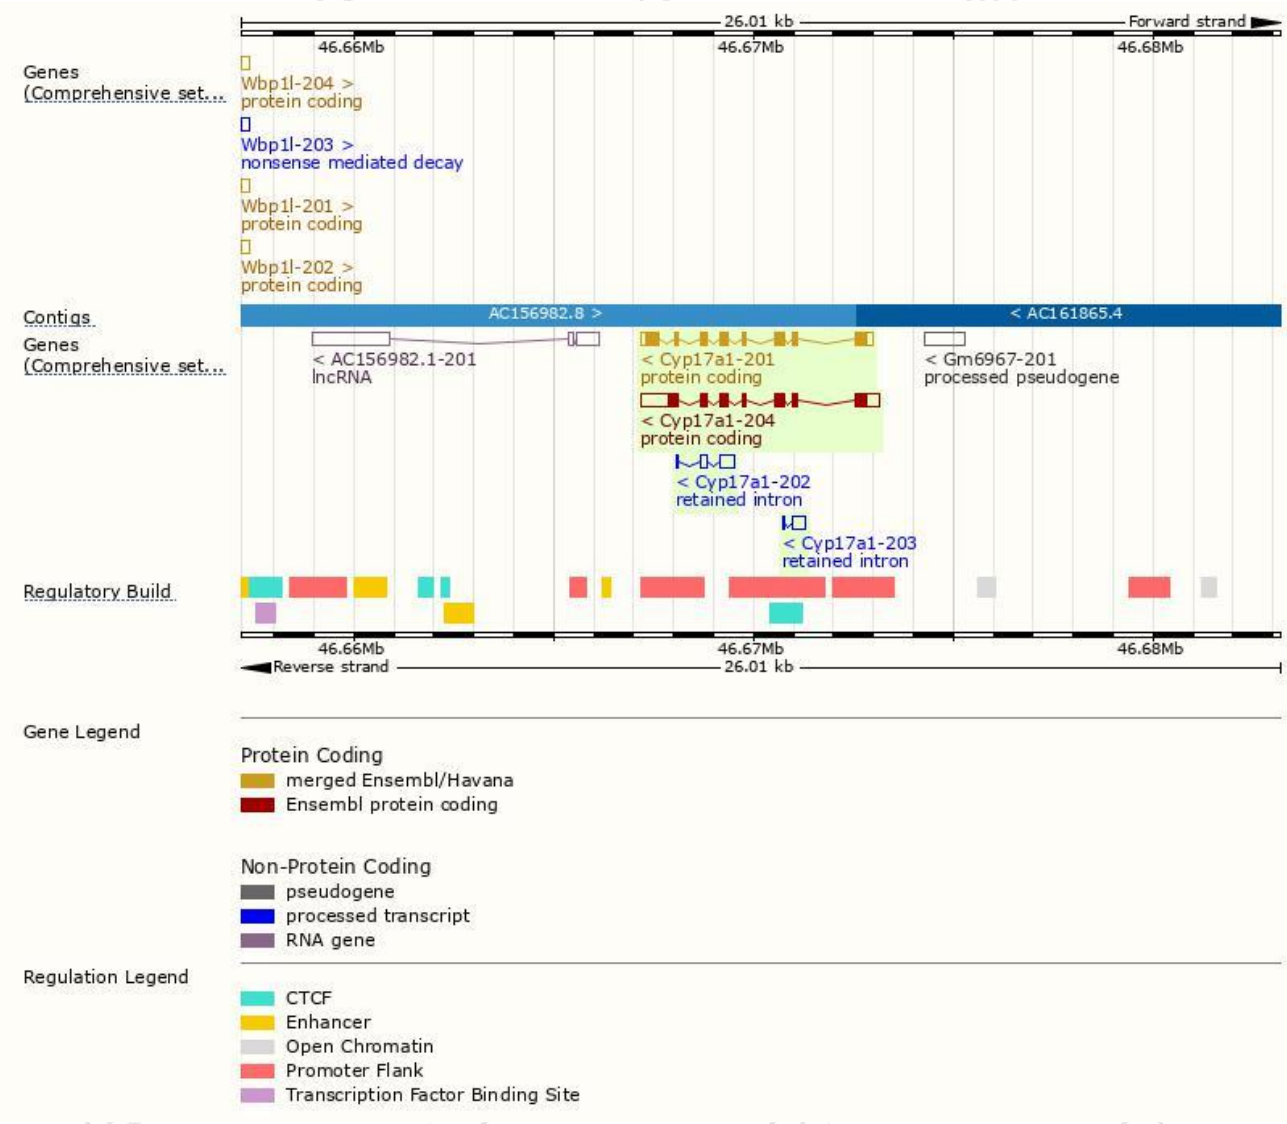 26.01 kb Forward strand
46.66Mb 46.67Mb 46.68Mb
Genes
(Comprehensive set...
Wbp1l-204 >
protein coding
Wbp1l-203 >
nonsense mediated decay
Wbp1l-201 >
protein coding
Wbp1l-202 >
protein coding
Contigs
AC156982.8 > < AC161865.4
Genes
(Comprehensive set...
< AC156982.1-201
lncRNA
< Cyp17a1-201
protein coding
< Gm6967-201
processed pseudogene
< Cyp17a1-204
protein coding
< Cyp17a1-202
retained intron
< Cyp17a1-203
retained intron
Regulatory Build
46.66Mb 46.67Mb 46.68Mb
Reverse strand 26.01 kb
Gene Legend
Protein Coding
merged Ensembl/Havana
Ensembl protein coding
Non-Protein Coding
pseudogene
processed transcript
RNA gene
Regulation Legend
CTCF
Enhancer
Open Chromatin
Promoter Flank
Transcription Factor Binding Site